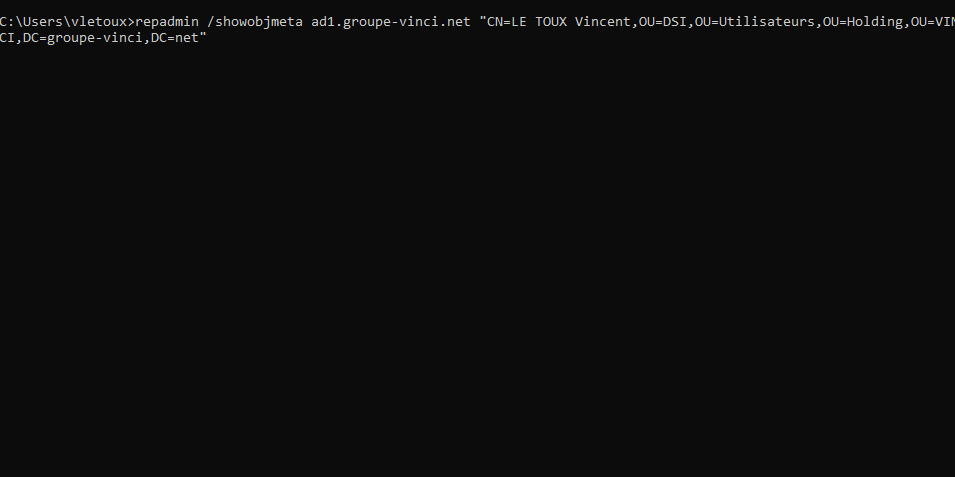 C:\Users\vletoux>repadmin /showobjmeta ad1.groupe-vinci.net "CN=LE TOUX Vincent,OU=DSI,OU=Utilisateurs,OU=Holding,OU=VIN
CI,DC=groupe-vinci,DC=net"